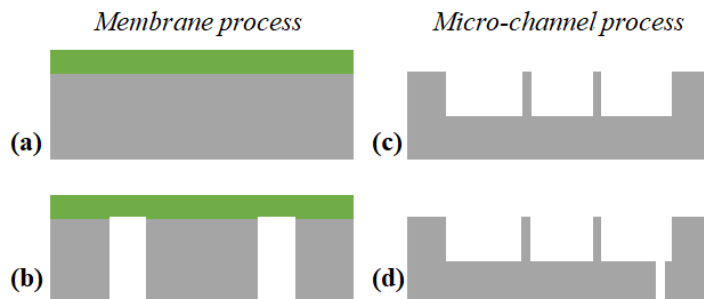 Membrane process
Micro-channel process
(a)
(c)
(b)
(d)